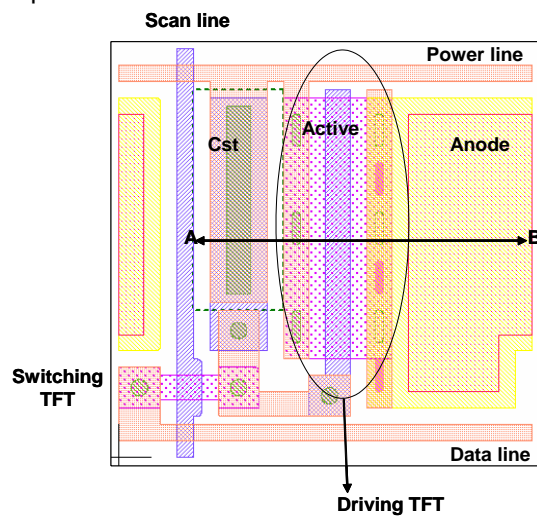 Scan line
Power line
Cst
Active
Anode
A
B
Switching
TFT
Data line
Driving TFT